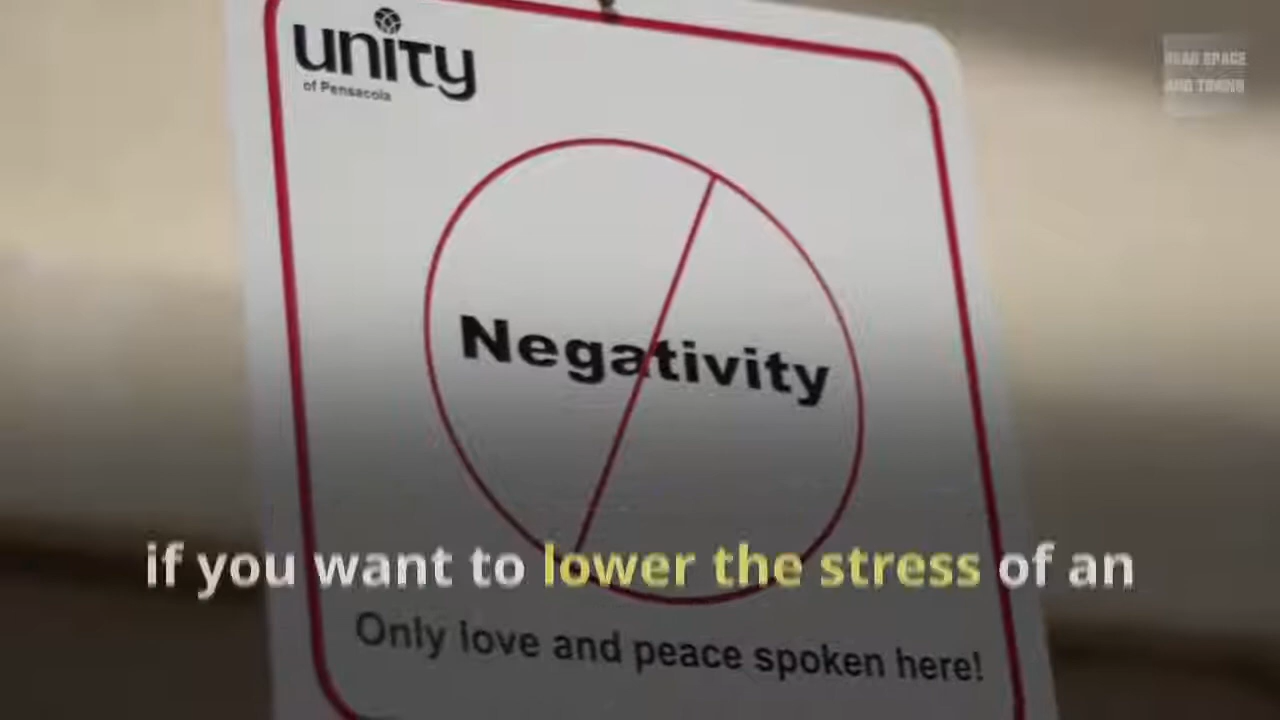 unity
of Pensacola
Negativity
if you want to lower the stress of an
Only love and peace spoken here!